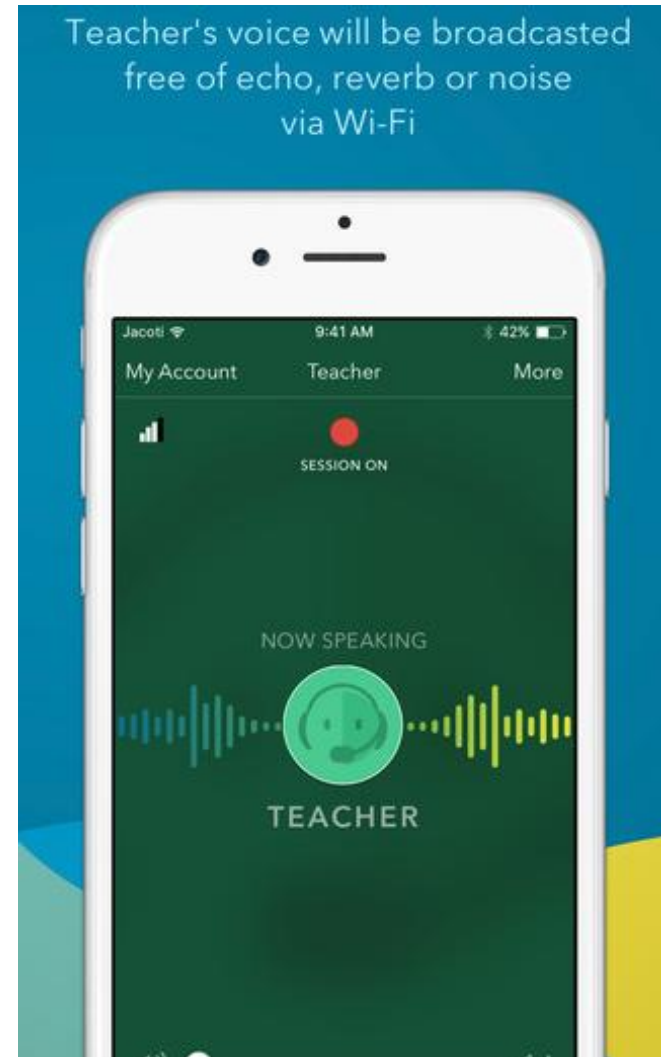 Teacher's voice will be broadcasted
free of echo, reverb or noise
via Wi-Fi
Jacoti 9:41 AM 42%
My Account Teacher More
SESSION ON
NOW SPEAKING
TEACHER